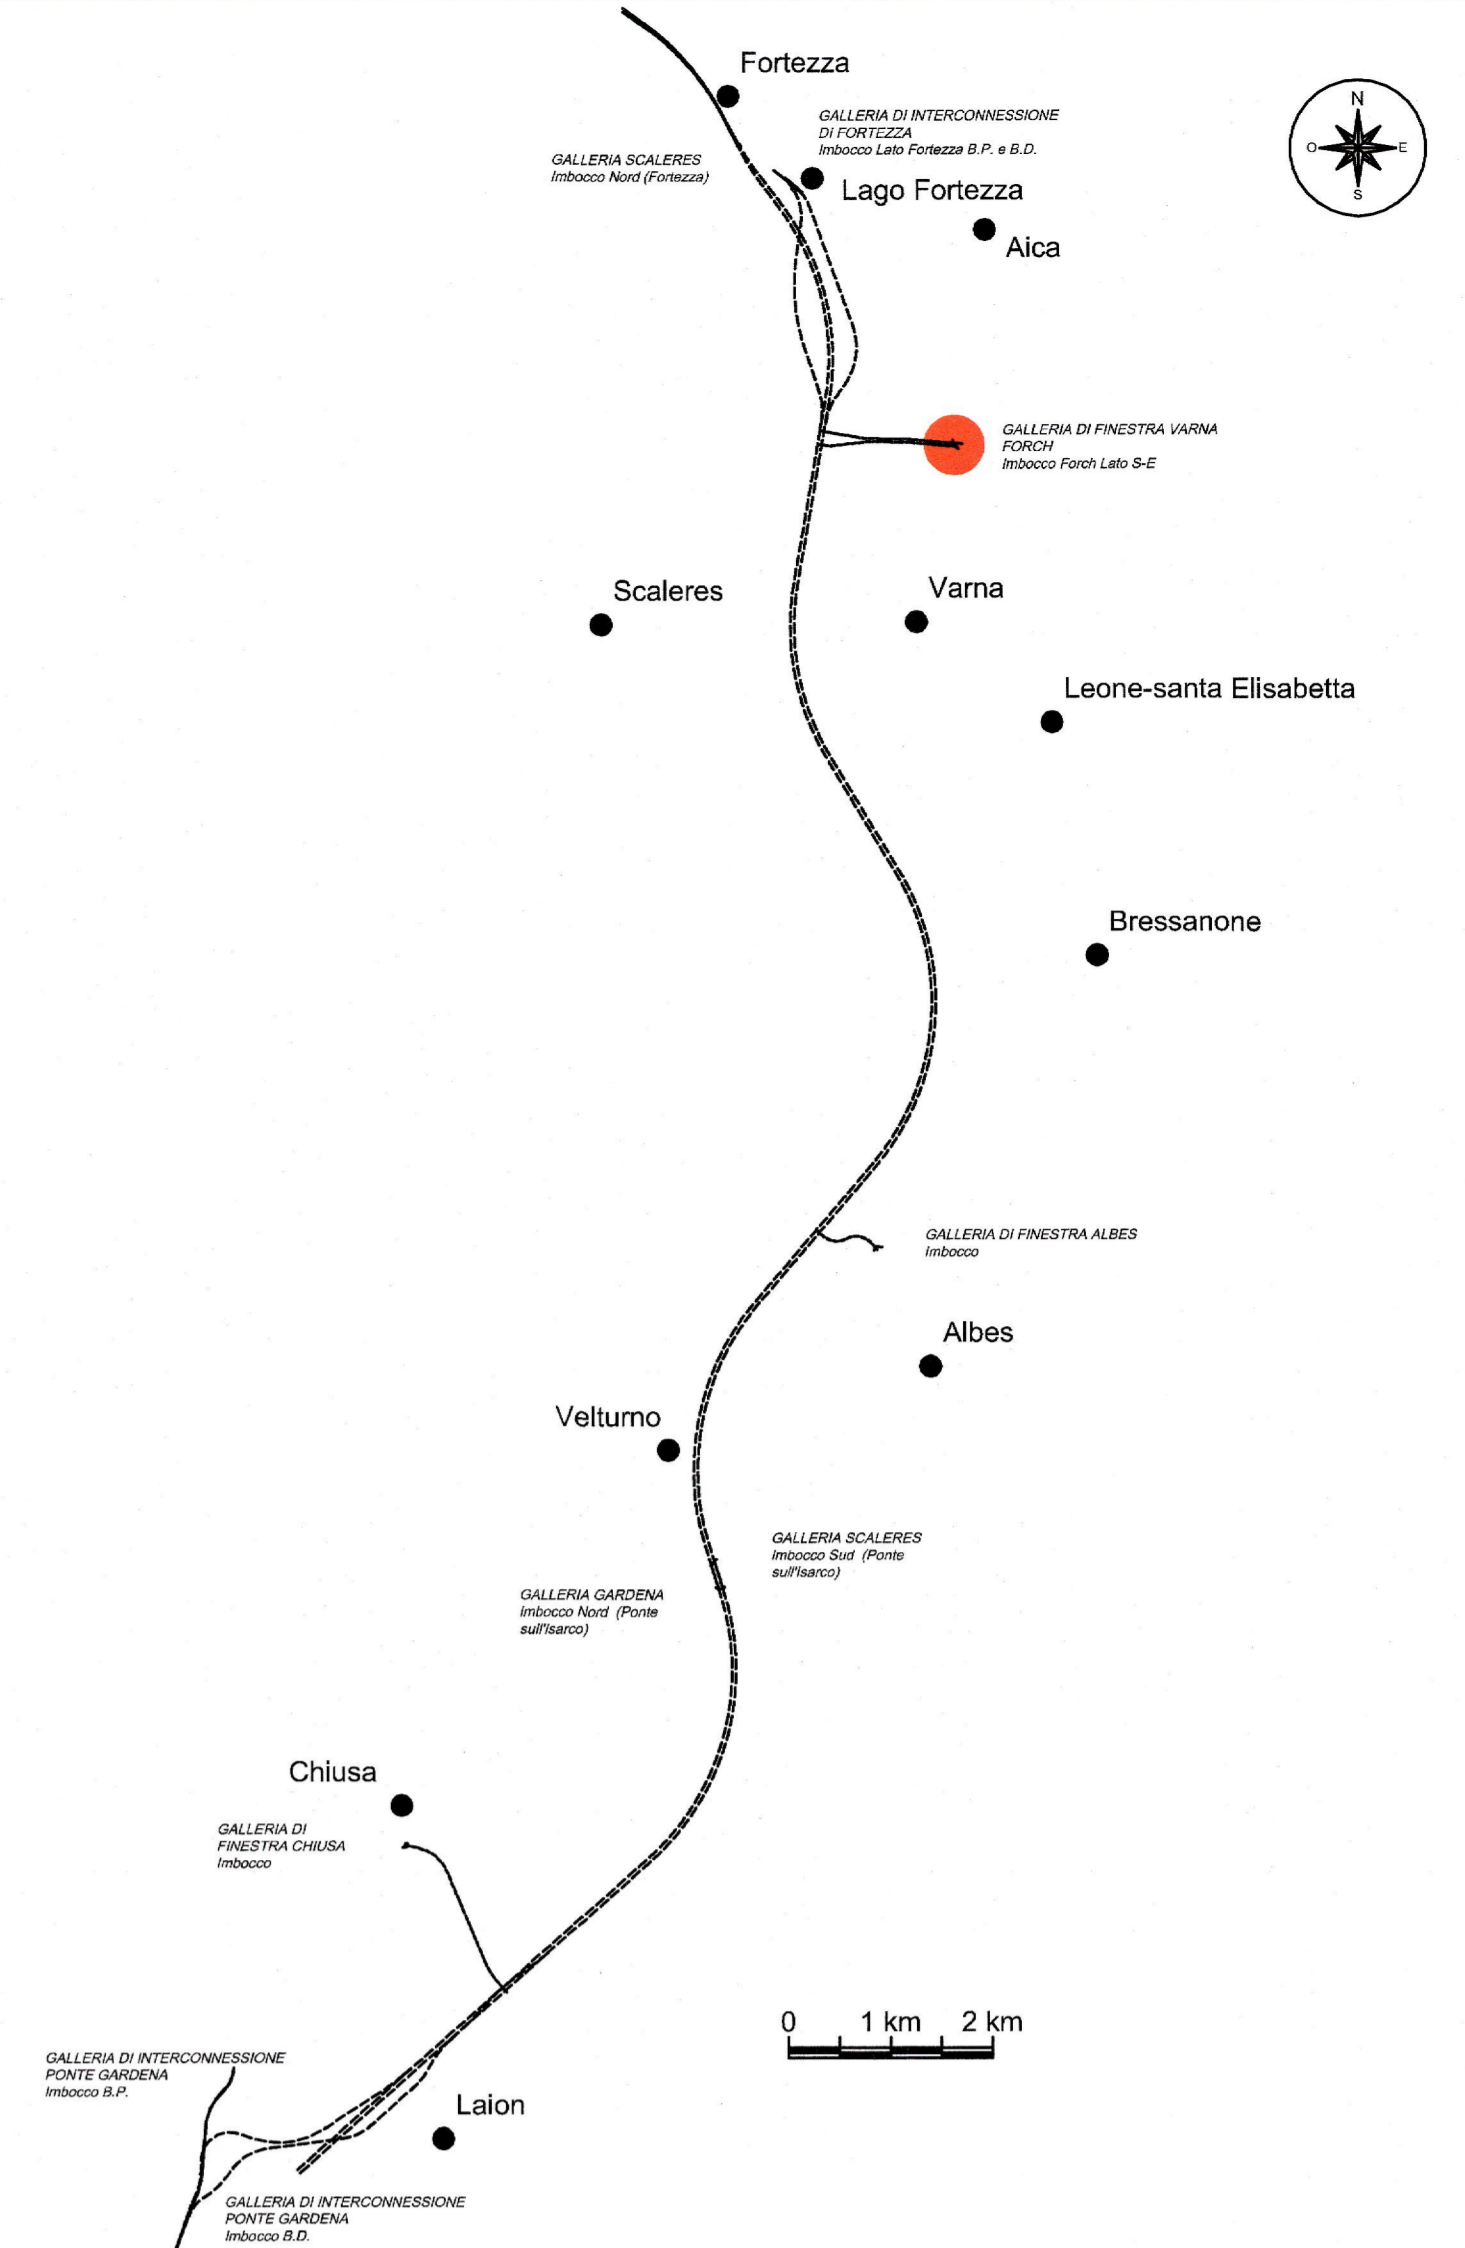 Fortezza
GALLERIA DI INTERCONNESSIONE
DI FORTEZZA
Imbocco Lato Fortezza B.P. e B.D.
N
O
E
S
GALLERIA SCALERES
Imbocco Nord (Fortezza)
Lago Fortezza
Aica
GALLERIA DI FINESTRA VARNA
FORCH
Imbocco Forch Lato S-E
Scaleres
Varna
Leone-santa Elisabetta
Bressanone
GALLERIA DI FINESTRA ALBES
Imbocco
Albes
Velturno
GALLERIA SCALERES
Imbocco Sud (Ponte
sull'Isarco)
GALLERIA GARDENA
Imbocco Nord (Ponte
sull'Isarco)
Chiusa
GALLERIA DI
FINESTRA CHIUSA
Imbocco
0 1 km 2 km
GALLERIA DI INTERCONNESSIONE
PONTE GARDENA
Imbocco B.P.
Laion
GALLERIA DI INTERCONNESSIONE
PONTE GARDENA
Imbocco B.D.